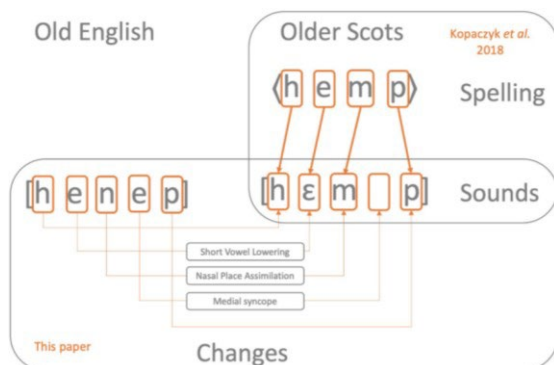 Old English
Older Scots
Kopaczyk et al.
2018
⟨h e m p⟩
Spelling
[h e n e p]
[h ɛ m p]
Sounds
Short Vowel Lowering
Nasal Place Assimilation
Medial syncope
This paper
Changes